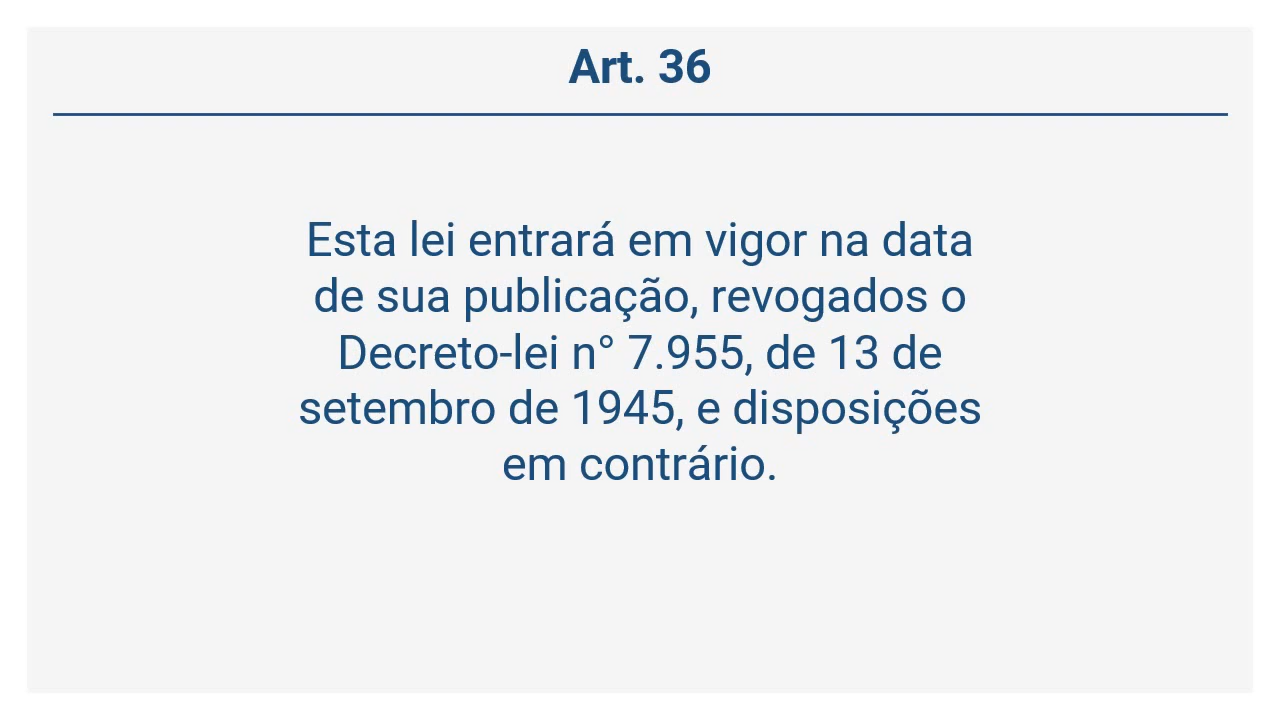 Art. 36
Esta lei entrará em vigor na data
de sua publicação, revogados o
Decreto-lei n° 7.955, de 13 de
setembro de 1945, e disposições
em contrário.